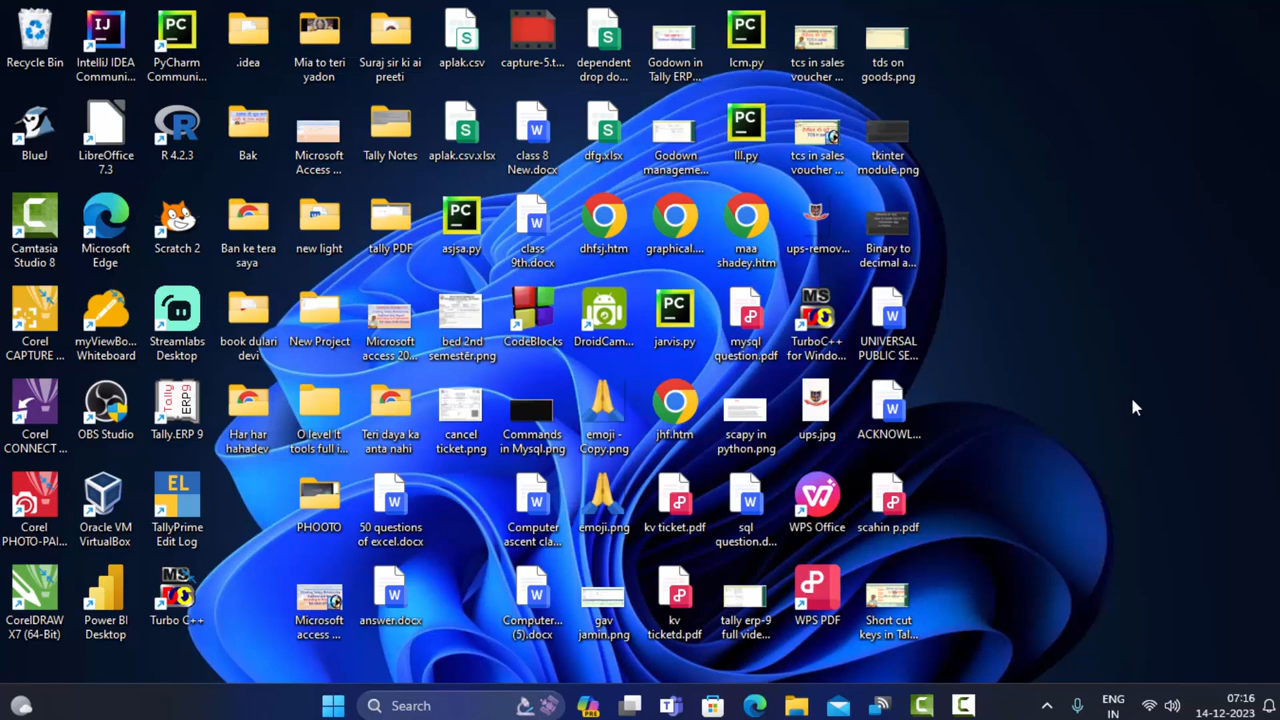 Recycle Bin
IntelliJ IDEA
Communi...
PyCharm
Communi...
.idea
Mia to teri
yadon
Suraj sir ki ai
preeti
aplak.csv
capture-5.t...
dependent
drop do...
Godown in
Tally ERP...
lcm.py
tcs in sales
voucher ...
tds on
goods.png
BlueJ
LibreOffice
7.3
R 4.2.3
Bak
Microsoft
Access ...
Tally Notes
aplak.csv.xlsx
class 8
New.docx
dfg.xlsx
Godown
manageme...
lll.py
tcs in sales
voucher ...
tkinter
module.png
Camtasia
Studio 8
Microsoft
Edge
Scratch 2
Ban ke tera
saya
new light
tally PDF
asjsa.py
class
9th.docx
dhfsj.htm
graphical....
maa
shadey.htm
ups-remov...
Binary to
decimal a...
Corel
CAPTURE ...
myViewBo...
Whiteboard
Streamlabs
Desktop
book dulari
devi
New Project
Microsoft
access 20...
bed 2nd
semester.png
CodeBlocks
DroidCam...
jarvis.py
mysql
question.pdf
TurboC++
for Windo...
UNIVERSAL
PUBLIC SE...
Corel
CONNECT ...
OBS Studio
Tally.ERP 9
Har har
hahadev
O level It
tools full i...
Teri daya ka
anta nahi
cancel
ticket.png
Commands
in Mysql.png
emoji -
Copy.png
jhf.htm
scapy in
python.png
ups.jpg
ACKNOWL...
Corel
PHOTO-PAI...
Oracle VM
VirtualBox
TallyPrime
Edit Log
PHOOTO
50 questions
of excel.docx
Computer
ascent cla...
emoji.png
kv ticket.pdf
sql
question.d...
WPS Office
scahin p.pdf
CorelDRAW
X7 (64-Bit)
Power BI
Desktop
Turbo C++
Microsoft
access ...
answer.docx
Computer...
(5).docx
gav
jamin.png
kv
ticketd.pdf
tally erp-9
full vide...
WPS PDF
Short cut
keys in Tal...
Search
ENG
IN
07:16
14-12-2023